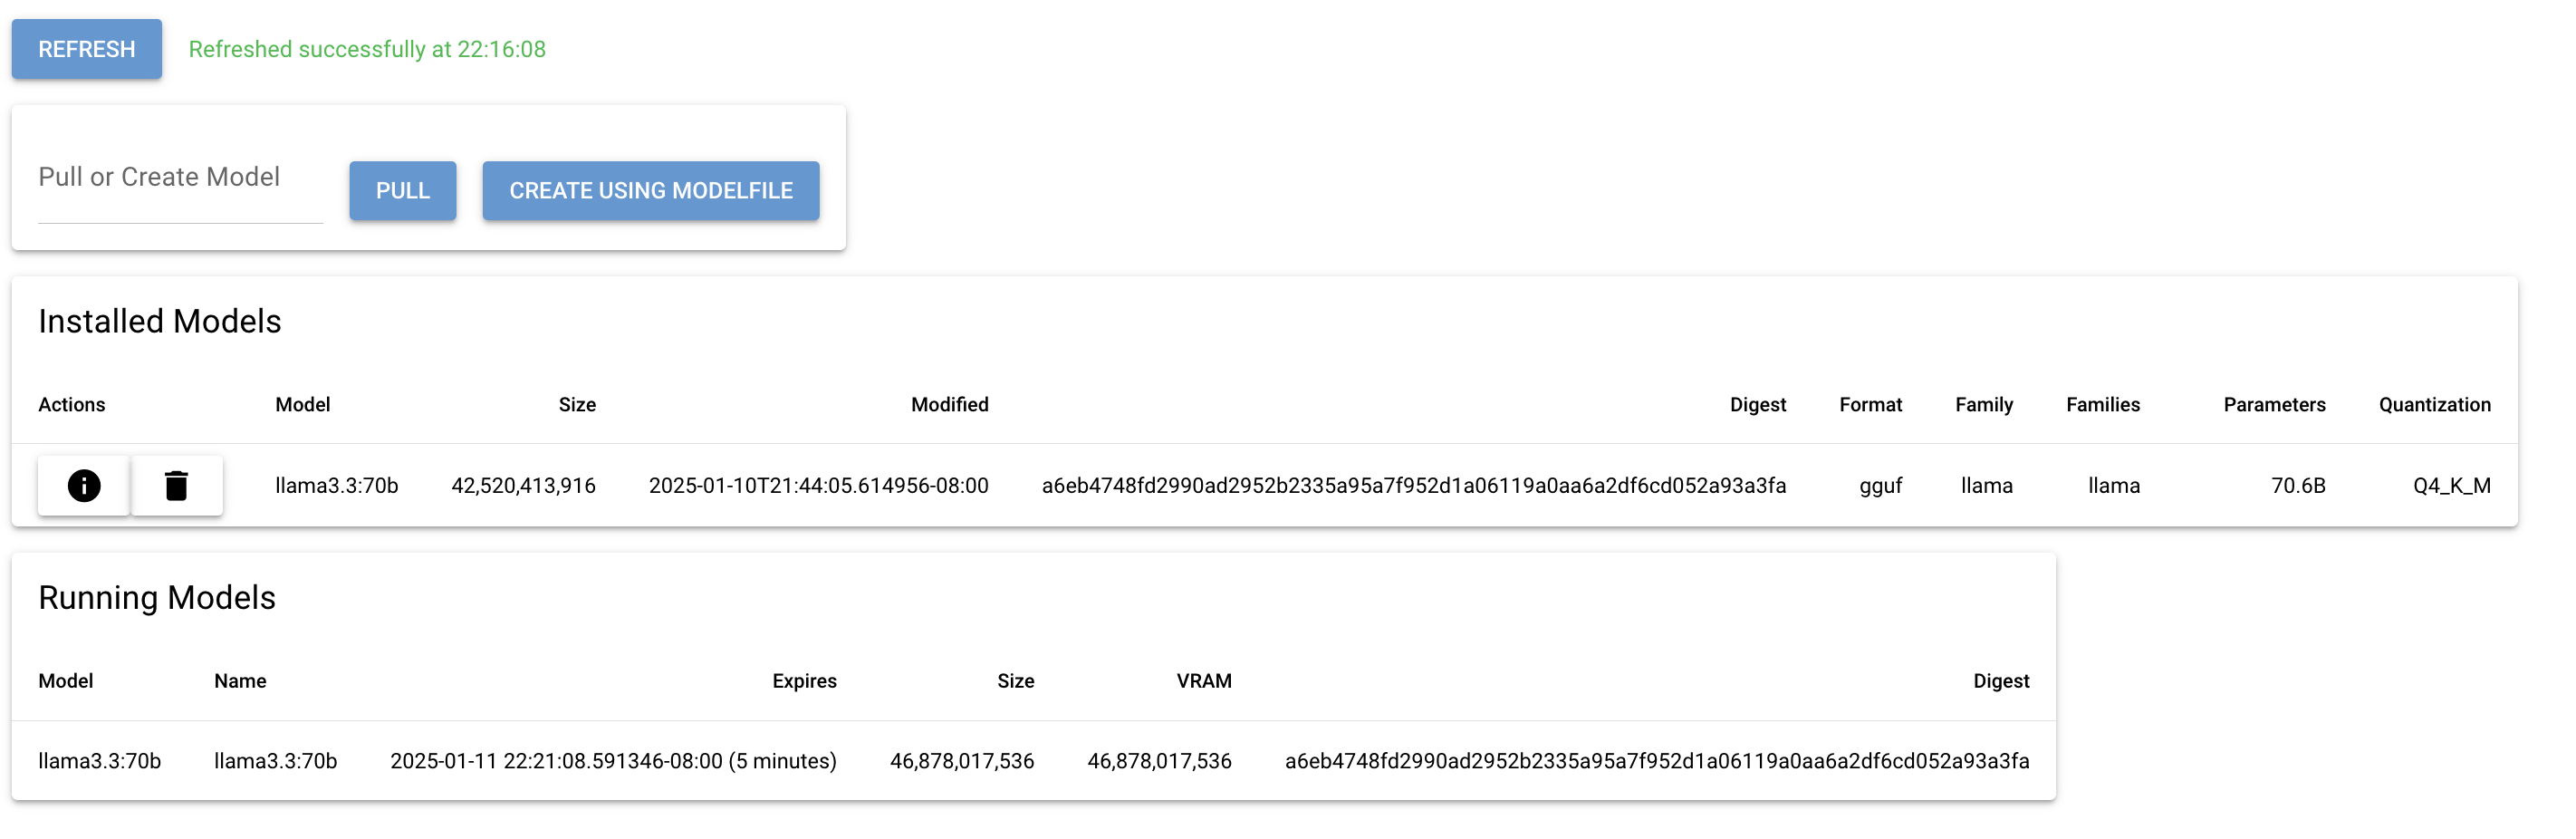 REFRESH Refreshed successfully at 22:16:08
Pull or Create Model PULL CREATE USING MODELFILE
Installed Models
Actions Model Size Modified Digest Format Family Families Parameters Quantization
llama3.3:70b 42,520,413,916 2025-01-10T21:44:05.614956-08:00 a6eb4748fd2990ad2952b2335a95a7f952d1a06119a0aa6a2df6cd052a93a3fa gguf llama llama 70.6B Q4_K_M
Running Models
Model Name Expires Size VRAM Digest
llama3.3:70b llama3.3:70b 2025-01-11 22:21:08.591346-08:00 (5 minutes) 46,878,017,536 46,878,017,536 a6eb4748fd2990ad2952b2335a95a7f952d1a06119a0aa6a2df6cd052a93a3fa